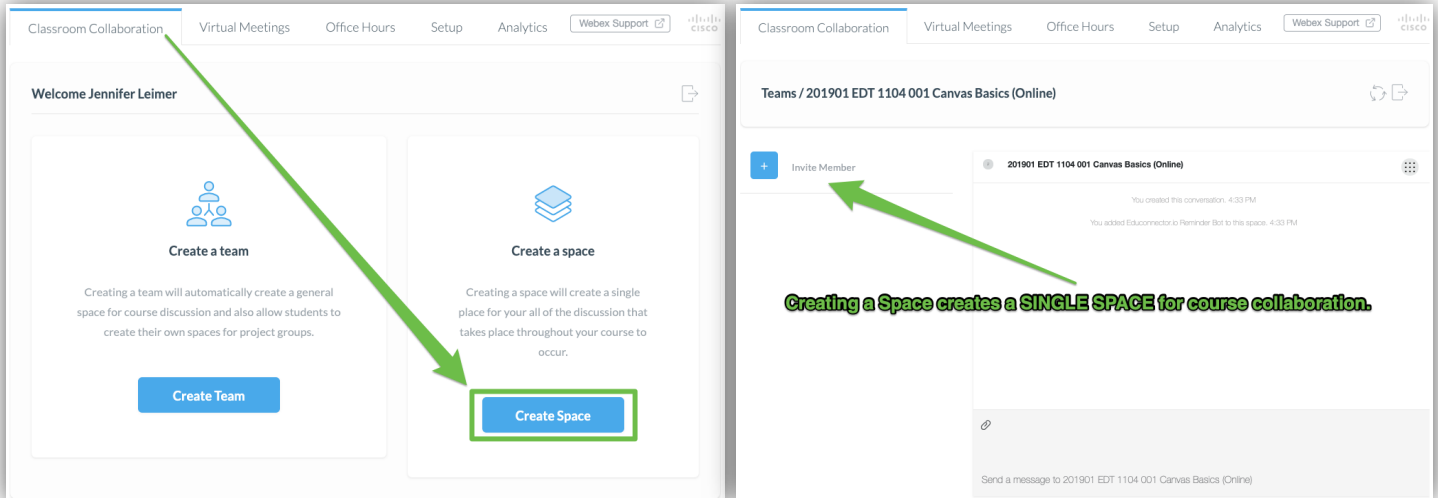 Classroom Collaboration Virtual Meetings Office Hours Setup Analytics Webex Support CISCO
Welcome Jennifer Leimer
Create a team
Creating a team will automatically create a general
space for course discussion and also allow students to
create their own spaces for project groups.
Create Team
Create a space
Creating a space will create a single
place for your all of the discussion that
takes place throughout your course to
occur.
Create Space
Classroom Collaboration Virtual Meetings Office Hours Setup Analytics Webex Support CISCO
Teams / 201901 EDT 1104 001 Canvas Basics (Online)
+ Invite Member
201901 EDT 1104 001 Canvas Basics (Online)
You created this conversation. 4:33 PM
You added Educonnector.io Reminder Bot to this space. 4:33 PM
Creating a Space creates a SINGLE SPACE for course collaboration.
Send a message to 201901 EDT 1104 001 Canvas Basics (Online)